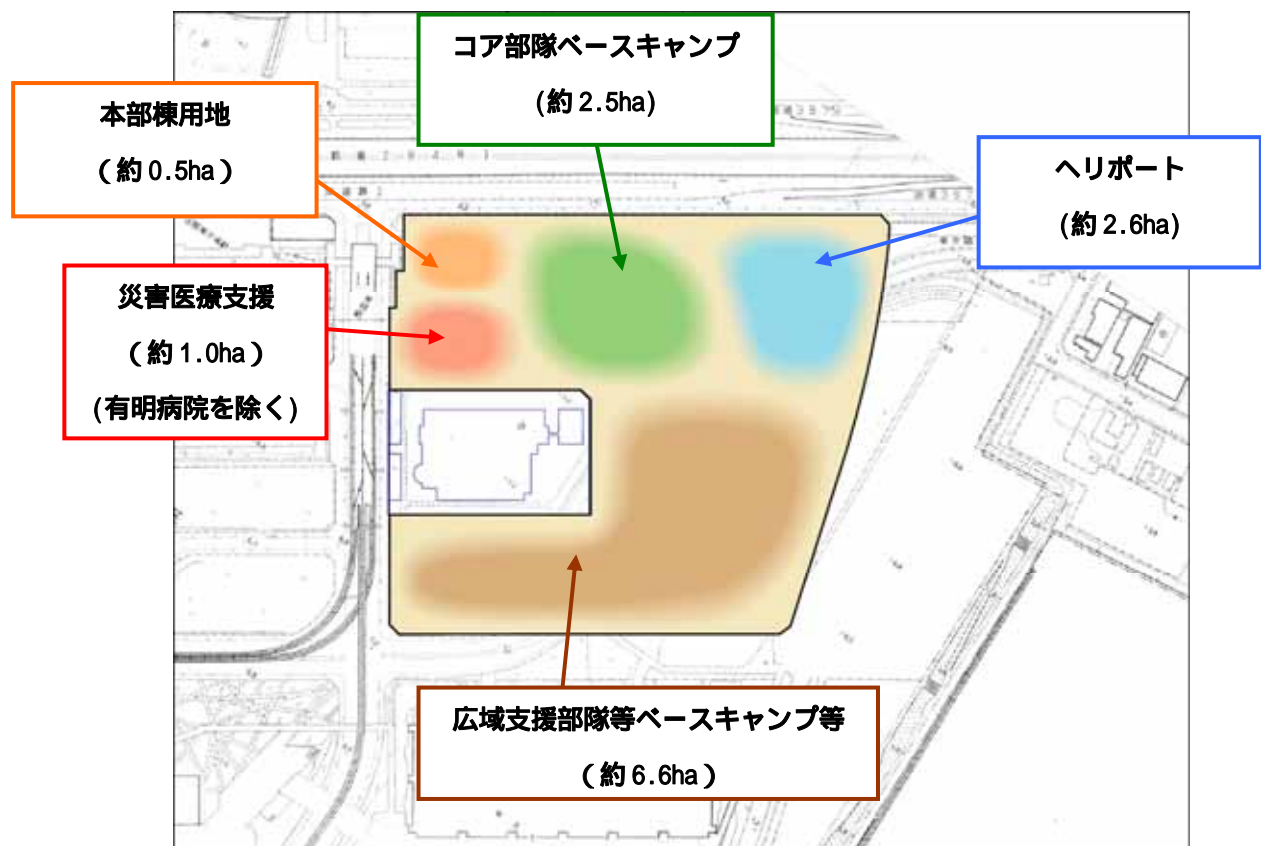 コア部隊ベースキャンプ
(約 2.5ha)
本部棟用地
（約 0.5ha）
ヘリポート
(約 2.6ha)
災害医療支援
（約 1.0ha）
(有明病院を除く)
広域支援部隊等ベースキャンプ等
（約 6.6ha）